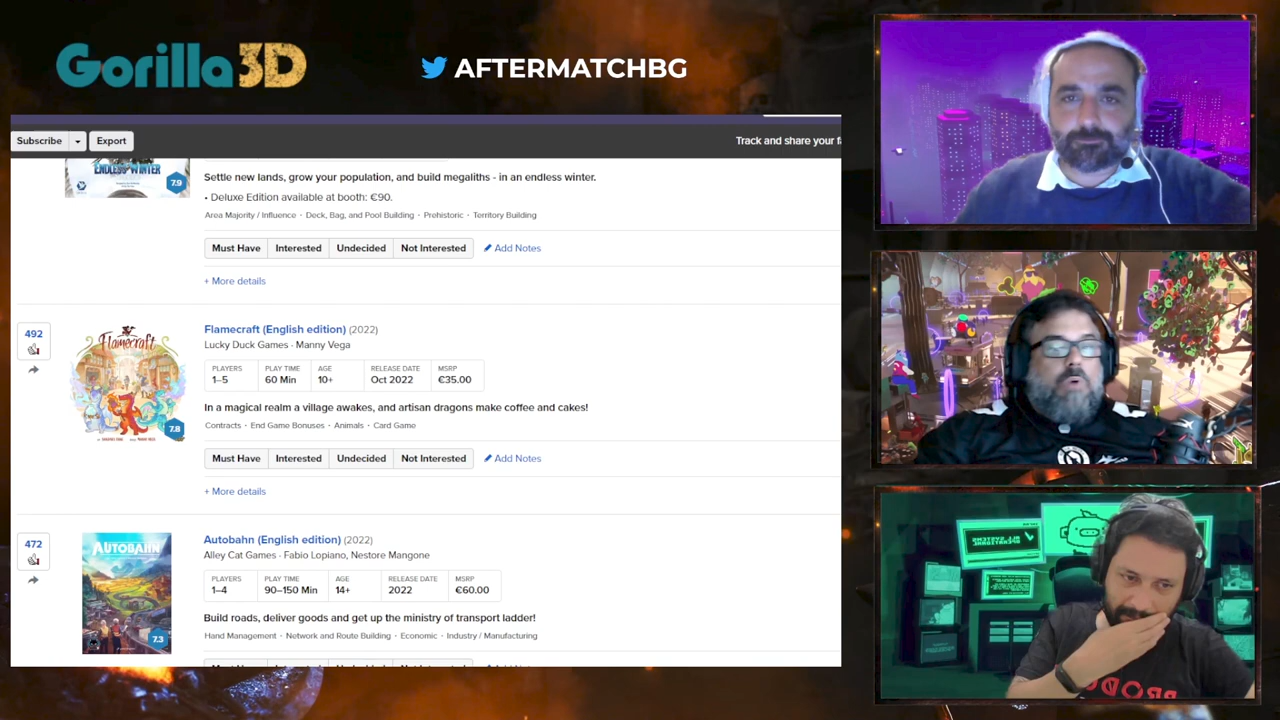 Gorilla3D
AFTERMATCHBG
Subscribe
Export
Track and share your f
ENDLESS WINTER
7.9
Settle new lands, grow your population, and build megaliths - in an endless winter.
• Deluxe Edition available at booth: €90.
Area Majority / Influence · Deck, Bag, and Pool Building · Prehistoric · Territory Building
Must Have Interested Undecided Not Interested Add Notes
+ More details
492
Flamecraft
7.8
Flamecraft (English edition) (2022)
Lucky Duck Games · Manny Vega
PLAYERS PLAY TIME AGE RELEASE DATE MSRP
1–5 60 Min 10+ Oct 2022 €35.00
In a magical realm a village awakes, and artisan dragons make coffee and cakes!
Contracts · End Game Bonuses · Animals · Card Game
Must Have Interested Undecided Not Interested Add Notes
+ More details
472
AUTOBAHN
7.3
Autobahn (English edition) (2022)
Alley Cat Games · Fabio Lopiano, Nestore Mangone
PLAYERS PLAY TIME AGE RELEASE DATE MSRP
1–4 90–150 Min 14+ 2022 €60.00
Build roads, deliver goods and get up the ministry of transport ladder!
Hand Management · Network and Route Building · Economic · Industry / Manufacturing